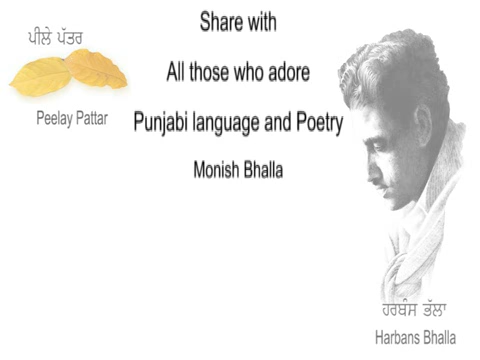 ਪੀਲੇ ਪੱਤਰ
Peelay Pattar
Share with
All those who adore
Punjabi language and Poetry
Monish Bhalla
ਹਰਬੰਸ ਭੱਲਾ
Harbans Bhalla